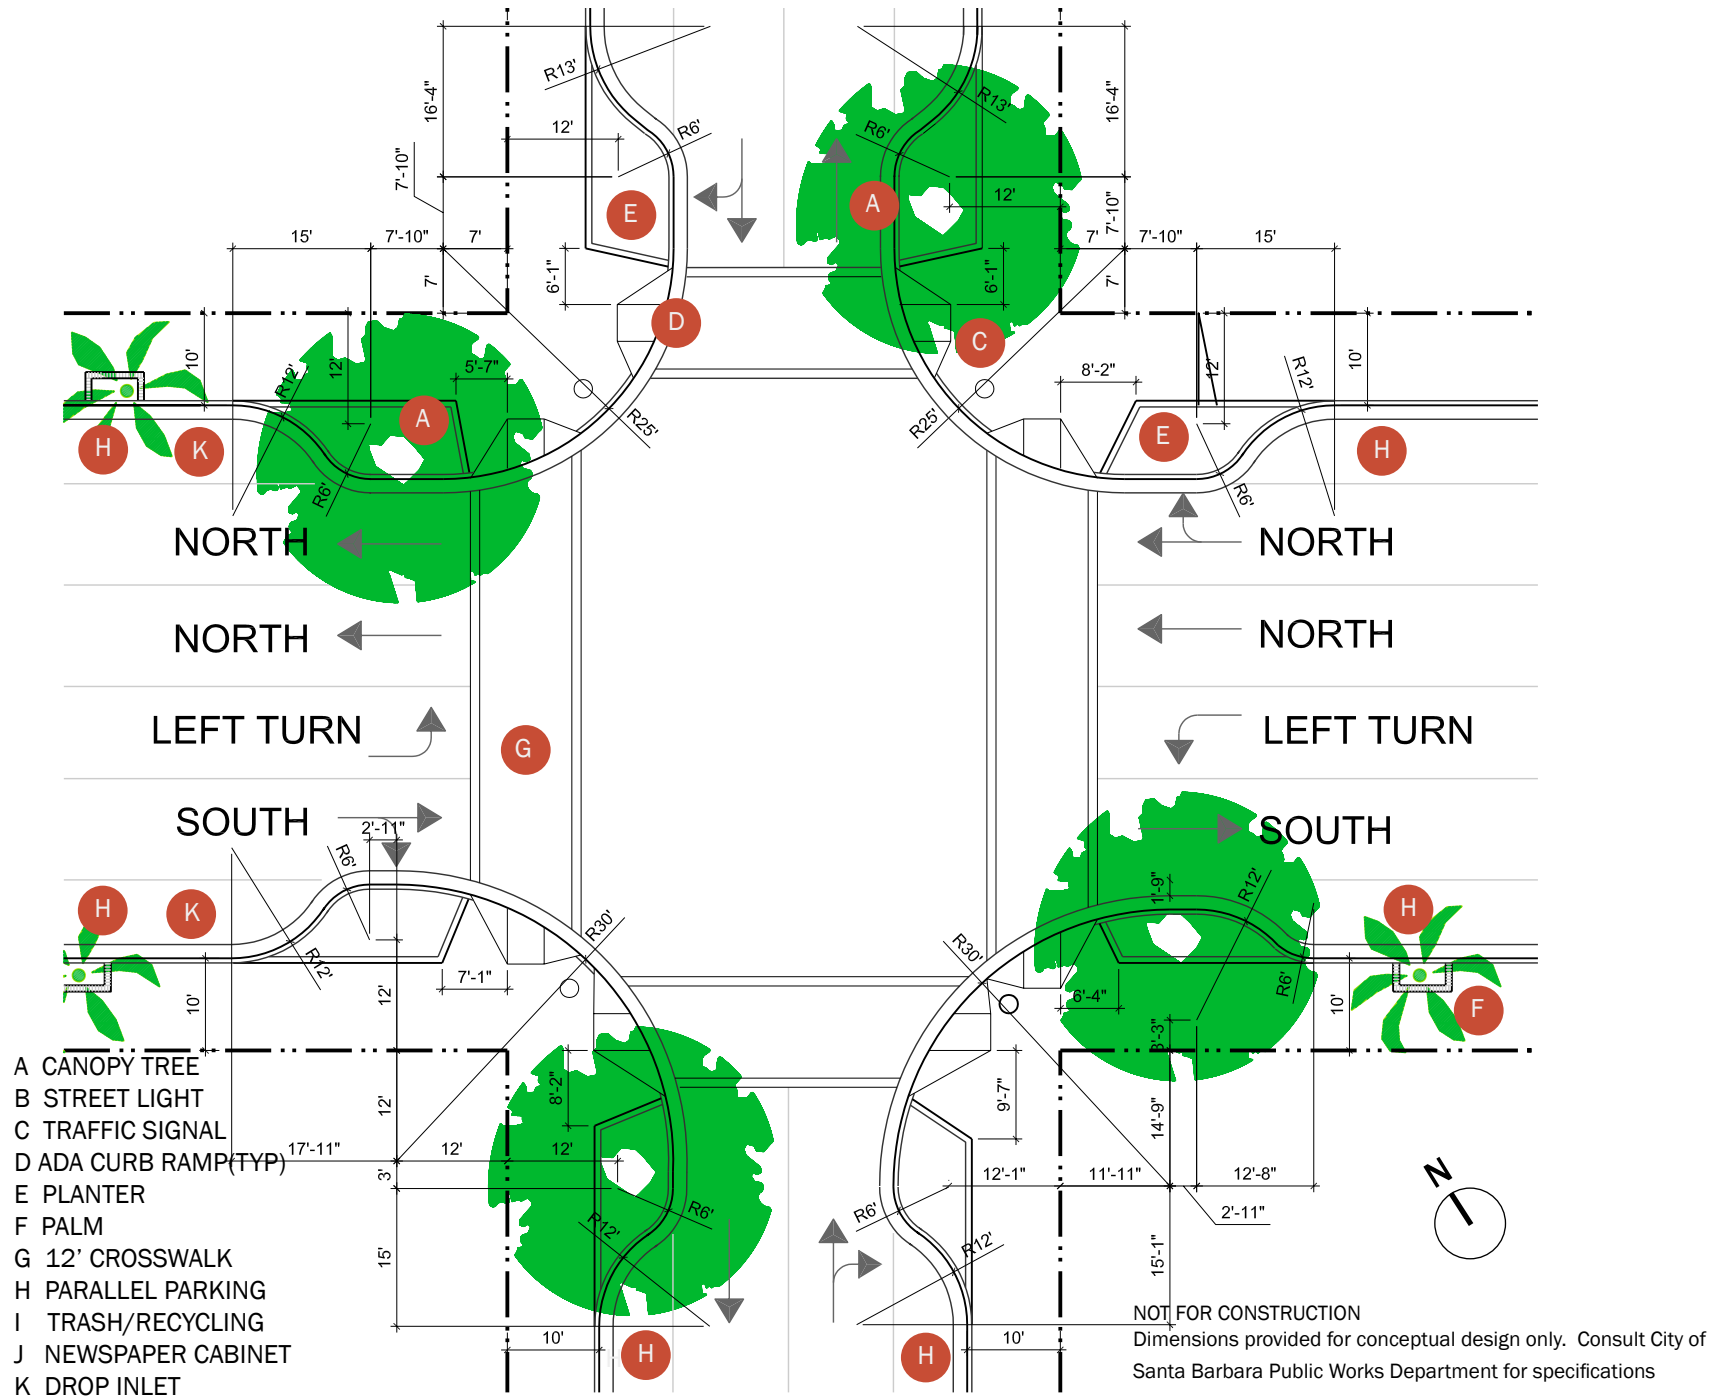 R13'
R13'
16'-4"
16'-4"
12'
R6'
R6'
7'-10"
E
A
12'
7'-10"
15'
7'-10"
7'
7'
7'-10"
15'
7'
6'-1"
6'-1"
7'
D
C
10'
R12'
12'
5'-7"
8'-2"
12'
R12'
10'
A
R25'
R25'
E
H
K
H
R6'
R6'
NORTH
NORTH
NORTH
NORTH
LEFT TURN
G
LEFT TURN
SOUTH
2'-11"
SOUTH
R6'
1'-9"
R12'
H
K
H
R30'
R30'
R12'
7'-1"
6'-4"
R6'
10'
12'
10'
F
3'-3"
A CANOPY TREE
B STREET LIGHT
C TRAFFIC SIGNAL
D ADA CURB RAMP(TYP)
E PLANTER
F PALM
G 12’ CROSSWALK
H PARALLEL PARKING
I TRASH/RECYCLING
J NEWSPAPER CABINET
K DROP INLET
12'
8'-2"
9'-7"
14'-9"
17'-11"
12'
12'
3'
12'-1"
11'-11"
12'-8"
R6'
R12'
R6'
2'-11"
R12'
15'
15'-1"
10'
H
H
10'
N
NOT FOR CONSTRUCTION
Dimensions provided for conceptual design only. Consult City of
Santa Barbara Public Works Department for specifications